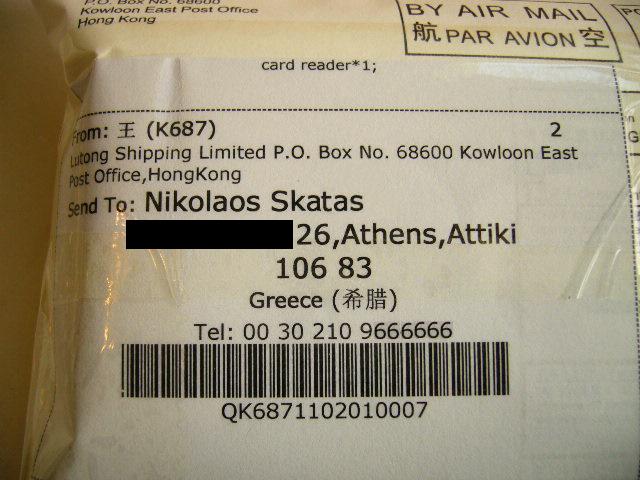 P.O. Box No. 68600
Kowloon East Post Office
Hong Kong
BY AIR MAIL
航 PAR AVION 空
card reader*1;
From: 王 (K687) 2
Lutong Shipping Limited P.O. Box No. 68600 Kowloon East
Post Office,HongKong
Send To: Nikolaos Skatas
26,Athens,Attiki
106 83
Greece (希腊)
Tel: 00 30 210 9666666
QK6871102010007